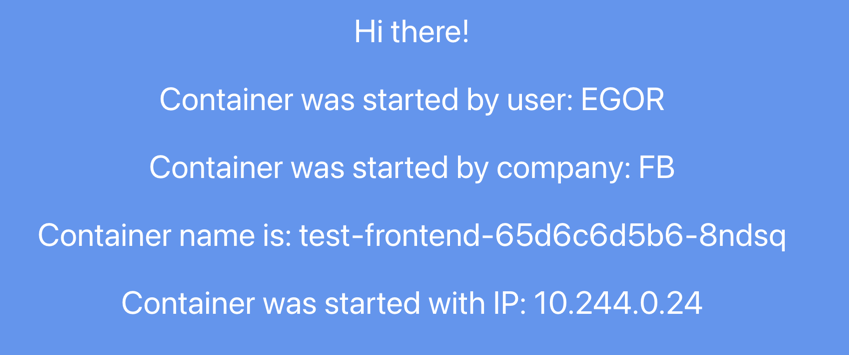 Hi there!
Container was started by user: EGOR
Container was started by company: FB
Container name is: test-frontend-65d6c6d5b6-8ndsq
Container was started with IP: 10.244.0.24